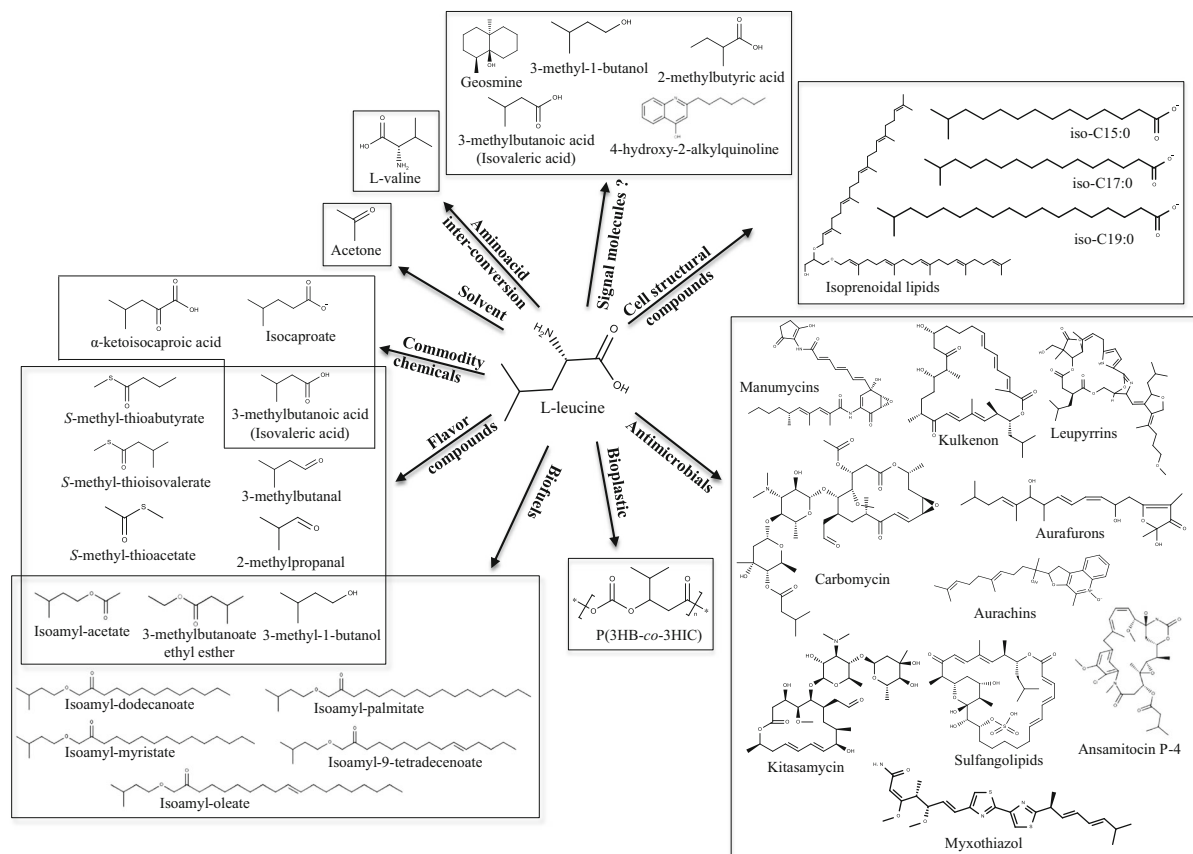 Geosmine
3-methyl-1-butanol
2-methylbutyric acid
3-methylbutanoic acid
(Isovaleric acid)
4-hydroxy-2-alkylquinoline
L-valine
Acetone
iso-C15:0
iso-C17:0
iso-C19:0
Isoprenoidal lipids
Aminoacid
inter-conversion
Signal molecules ?
Cell structural
compounds
Solvent
Commodity
chemicals
Flavor
compounds
Biofuels
Bioplastic
Antimicrobials
L-leucine
α-ketoisocaproic acid
Isocaproate
S-methyl-thioabutyrate
3-methylbutanoic acid
(Isovaleric acid)
S-methyl-thioisovalerate
3-methylbutanal
S-methyl-thioacetate
2-methylpropanal
Isoamyl-acetate
3-methylbutanoate
ethyl esther
3-methyl-1-butanol
Isoamyl-dodecanoate
Isoamyl-palmitate
Isoamyl-myristate
Isoamyl-9-tetradecenoate
Isoamyl-oleate
P(3HB-co-3HIC)
Manumycins
Kulkenon
Leupyrrins
Carbomycin
Aurafurons
Aurachins
Kitasamycin
Sulfangolipids
Ansamitocin P-4
Myxothiazol